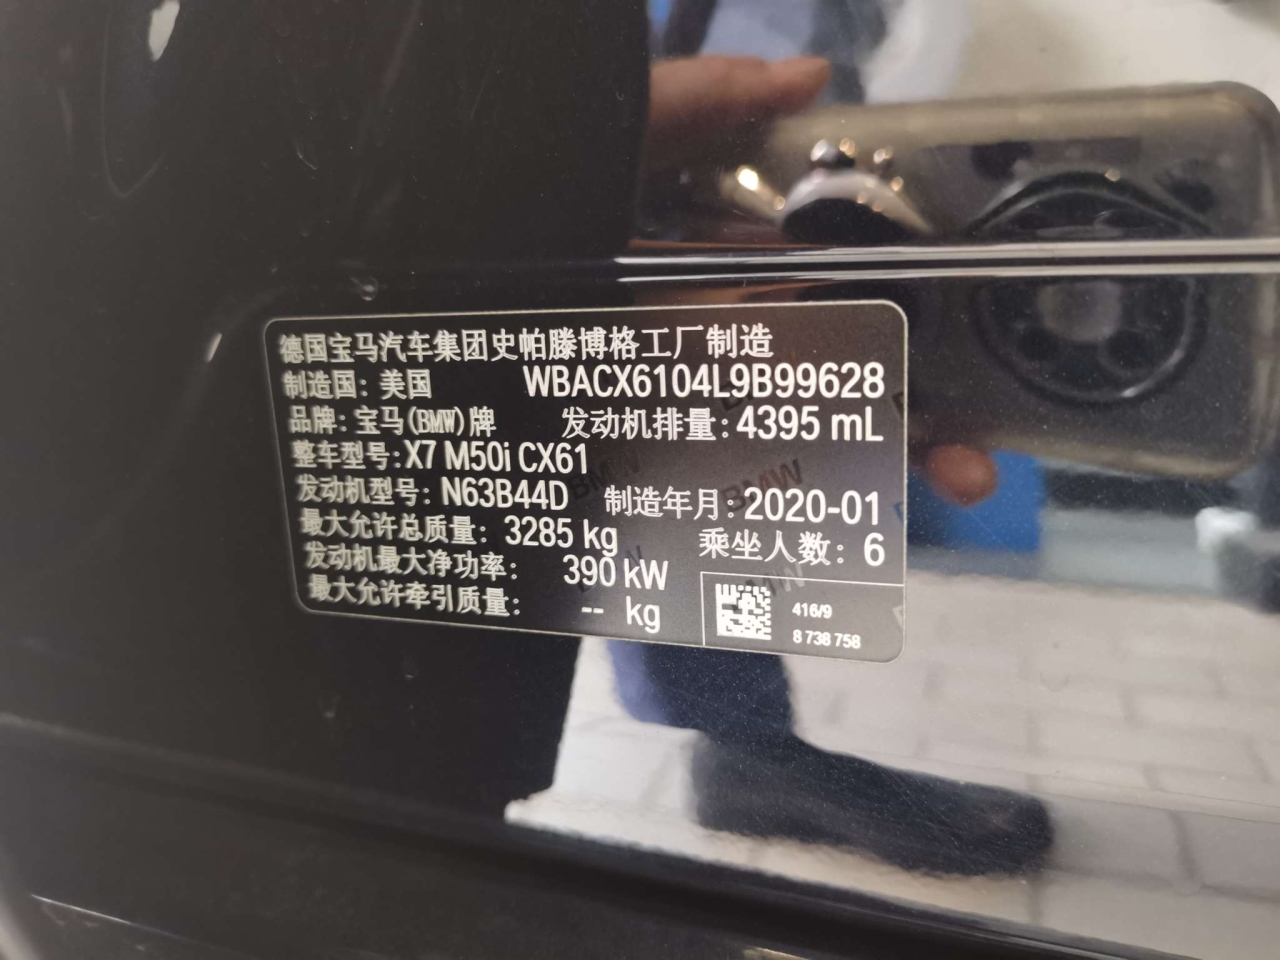 德国宝马汽车集团史帕滕博格工厂制造
制造国：美国 WBACX6104L9B99628
品牌：宝马(BMW)牌 发动机排量：4395 mL
整车型号：X7 M50i CX61
发动机型号：N63B44D 制造年月：2020-01
最大允许总质量：3285 kg 乘坐人数：6
发动机最大净功率：390 kW
最大允许牵引质量：-- kg
416/9
8 738 758